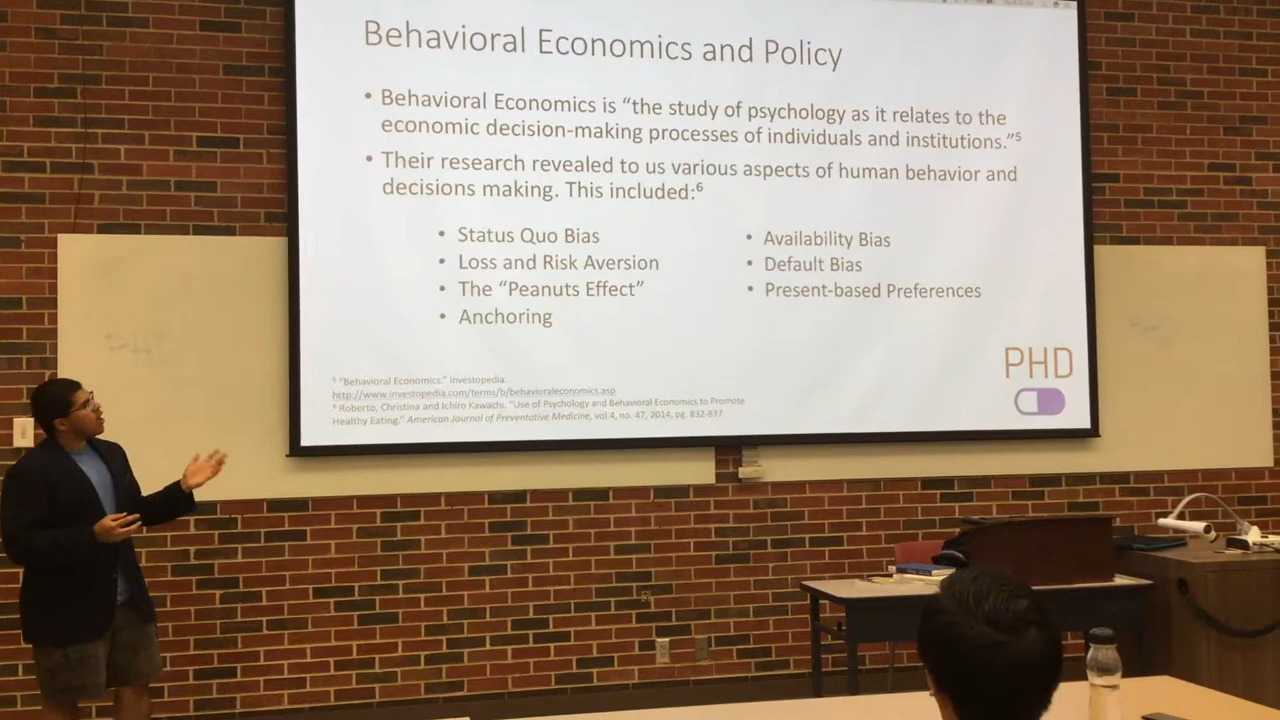 Behavioral Economics and Policy
• Behavioral Economics is “the study of psychology as it relates to the
economic decision-making processes of individuals and institutions.”⁵
• Their research revealed to us various aspects of human behavior and
decisions making. This included:⁶
• Status Quo Bias
• Loss and Risk Aversion
• The “Peanuts Effect”
• Anchoring
• Availability Bias
• Default Bias
• Present-based Preferences
PHD
⁵ “Behavioral Economics.” Investopedia.
http://www.investopedia.com/terms/b/behavioraleconomics.asp
⁶ Roberto, Christina and Ichiro Kawachi. “Use of Psychology and Behavioral Economics to Promote
Healthy Eating.” American Journal of Preventative Medicine, vol.4, no. 47, 2014, pg. 832-837.